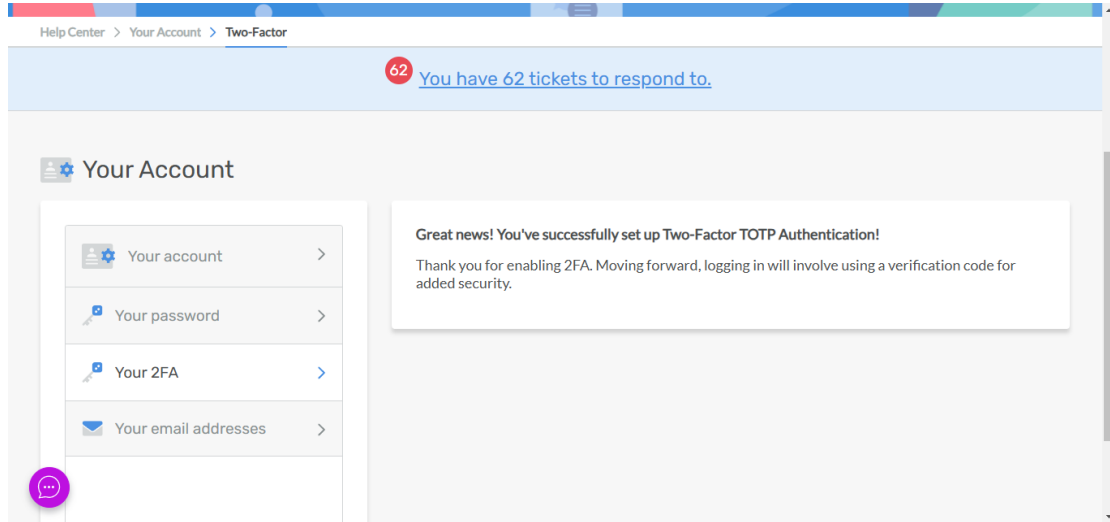 Help Center > Your Account > Two-Factor
62 You have 62 tickets to respond to.
Your Account
Your account
Your password
Your 2FA
Your email addresses
Great news! You've successfully set up Two-Factor TOTP Authentication!
Thank you for enabling 2FA. Moving forward, logging in will involve using a verification code for
added security.